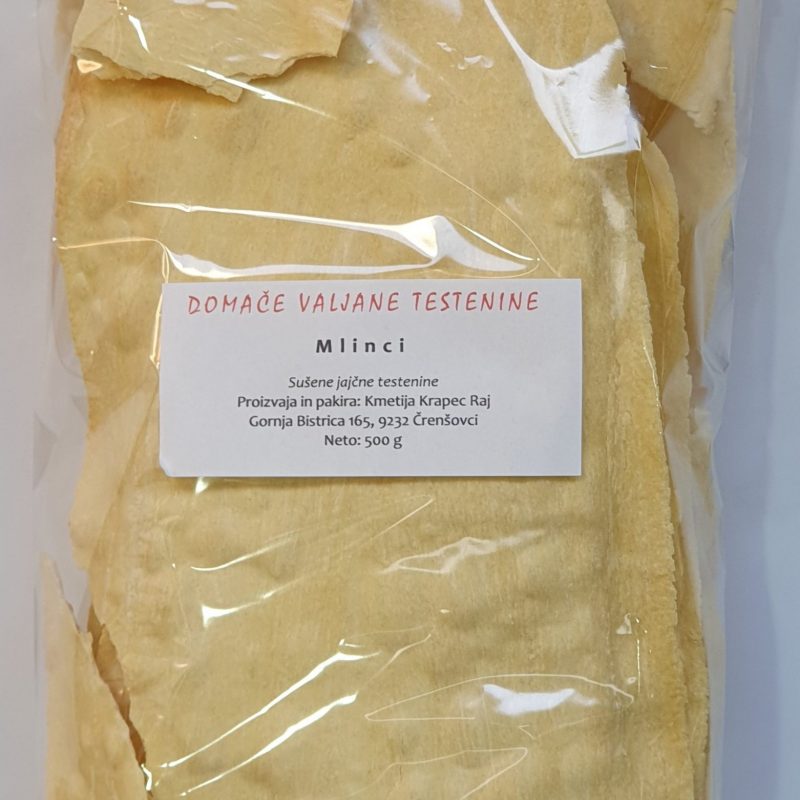 DOMAČE VALJANE TESTENINE
Mlinci
Sušene jajčne testenine
Proizvaja in pakira: Kmetija Krapec Raj
Gornja Bistrica 165, 9232 Črenšovci
Neto: 500 g